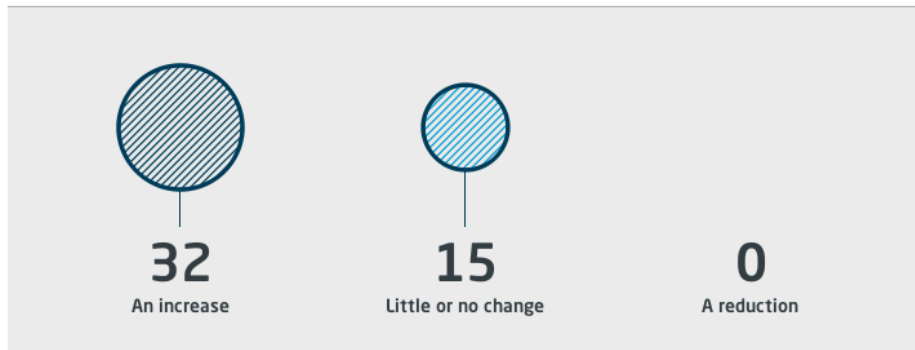 32
An increase
15
Little or no change
0
A reduction